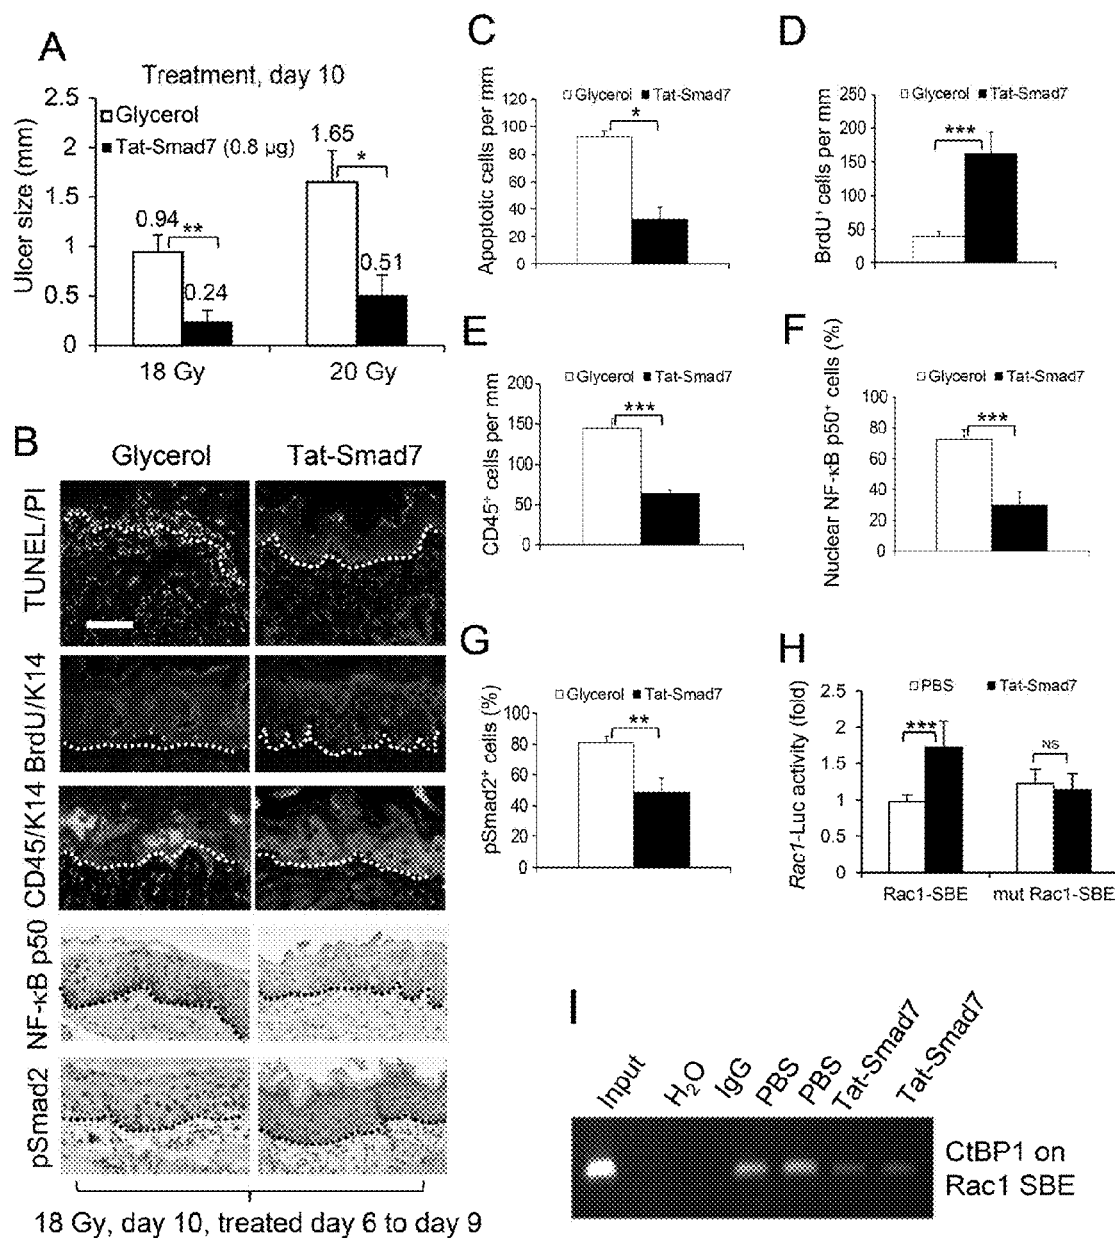 A
Treatment, day 10
Glycerol
Tat-Smad7 (0.8 µg)
Ulcer size (mm)
2.5
2
1.5
1
0.5
0
0.94
**
0.24
1.65
*
0.51
18 Gy
20 Gy
B
Glycerol
Tat-Smad7
TUNEL/PI
BrdU/K14
CD45/K14
NF-κB p50
pSmad2
18 Gy, day 10, treated day 6 to day 9
C
Glycerol
Tat-Smad7
Apoptotic cells per mm
120
100
80
60
40
20
0
*
D
Glycerol
Tat-Smad7
BrdU⁺ cells per mm
250
200
150
100
50
0
***
E
Glycerol
Tat-Smad7
CD45⁺ cells per mm
200
150
100
50
0
***
F
Glycerol
Tat-Smad7
Nuclear NF-κB p50⁺ cells (%)
100
80
60
40
20
0
***
G
Glycerol
Tat-Smad7
pSmad2⁺ cells (%)
100
80
60
40
20
0
**
H
PBS
Tat-Smad7
Rac1-Luc activity (fold)
2.5
2
1.5
1
0.5
0
***
NS
Rac1-SBE
mut Rac1-SBE
I
Input
H₂O
IgG
PBS
PBS
Tat-Smad7
Tat-Smad7
CtBP1 on
Rac1 SBE